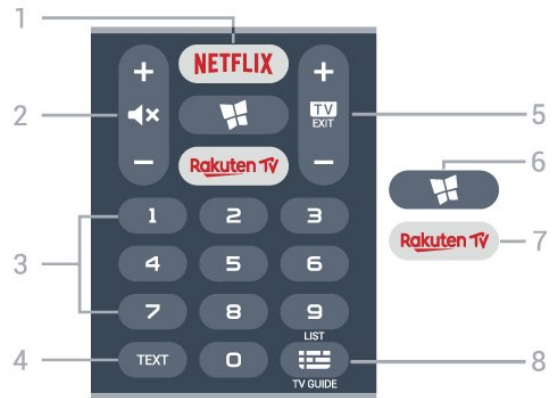 1
+ NETFLIX +
2 TV 5
EXIT
6
- Rakuten TV -
Rakuten TV 7
1 2 3
3
4 5 6
7 8 9
LIST
4 TEXT 0 8
TV GUIDE